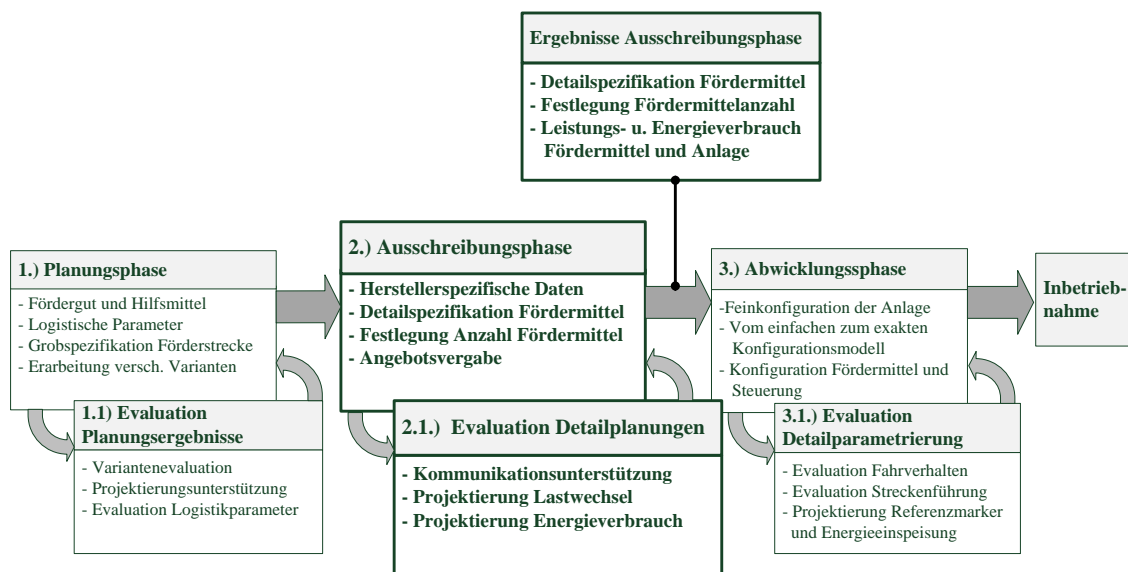 Ergebnisse Ausschreibungsphase
- Detailspezifikation Fördermittel
- Festlegung Fördermittelanzahl
- Leistungs- u. Energieverbrauch
Fördermittel und Anlage
1.) Planungsphase
- Fördergut und Hilfsmittel
- Logistische Parameter
- Grobspezifikation Förderstrecke
- Erarbeitung versch. Varianten
1.1) Evaluation
Planungsergebnisse
- Variantenevaluation
- Projektierungsunterstützung
- Evaluation Logistikparameter
2.) Ausschreibungsphase
- Herstellerspezifische Daten
- Detailspezifikation Fördermittel
- Festlegung Anzahl Fördermittel
- Angebotsvergabe
2.1.) Evaluation Detailplanungen
- Kommunikationsunterstützung
- Projektierung Lastwechsel
- Projektierung Energieverbrauch
3.) Abwicklungssphase
-Feinkonfiguration der Anlage
- Vom einfachen zum exakten
Konfigurationsmodell
- Konfiguration Fördermittel und
Steuerung
3.1.) Evaluation
Detailparametrierung
- Evaluation Fahrverhalten
- Evaluation Streckenführung
- Projektierung Referenzmarker
und Energieeinspeisung
Inbetrieb-
nahme